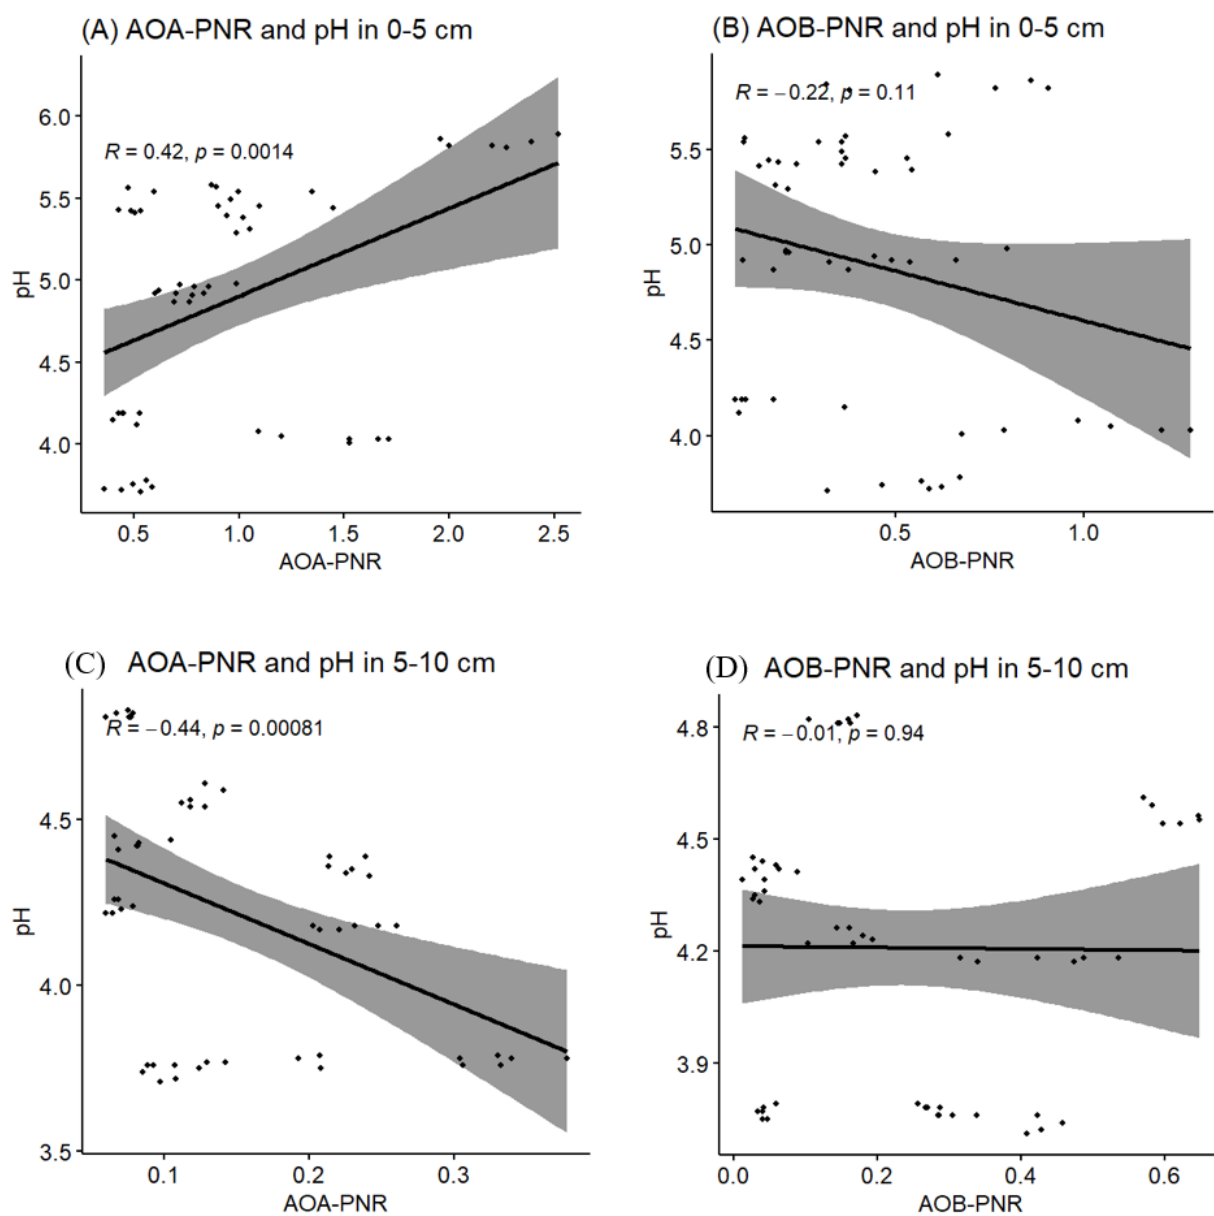 (A) AOA-PNR and pH in 0-5 cm
R = 0.42, p = 0.0014
6.0
5.5
5.0
4.5
4.0
pH
0.5 1.0 1.5 2.0 2.5
AOA-PNR
(B) AOB-PNR and pH in 0-5 cm
R = −0.22, p = 0.11
5.5
5.0
4.5
4.0
pH
0.5 1.0
AOB-PNR
(C) AOA-PNR and pH in 5-10 cm
R = −0.44, p = 0.00081
4.5
4.0
3.5
pH
0.1 0.2 0.3
AOA-PNR
(D) AOB-PNR and pH in 5-10 cm
R = −0.01, p = 0.94
4.8
4.5
4.2
3.9
pH
0.0 0.2 0.4 0.6
AOB-PNR